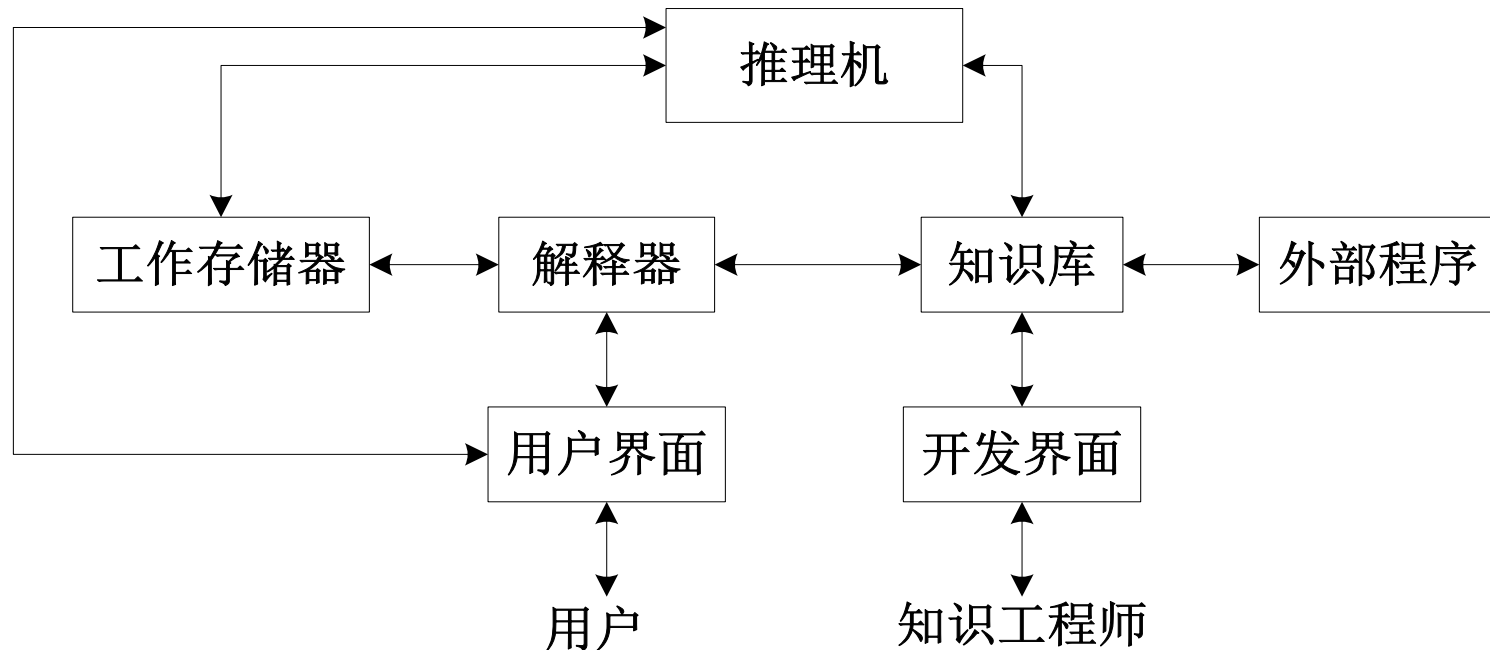 推理机
工作存储器
解释器
知识库
外部程序
用户界面
开发界面
用户
知识工程师